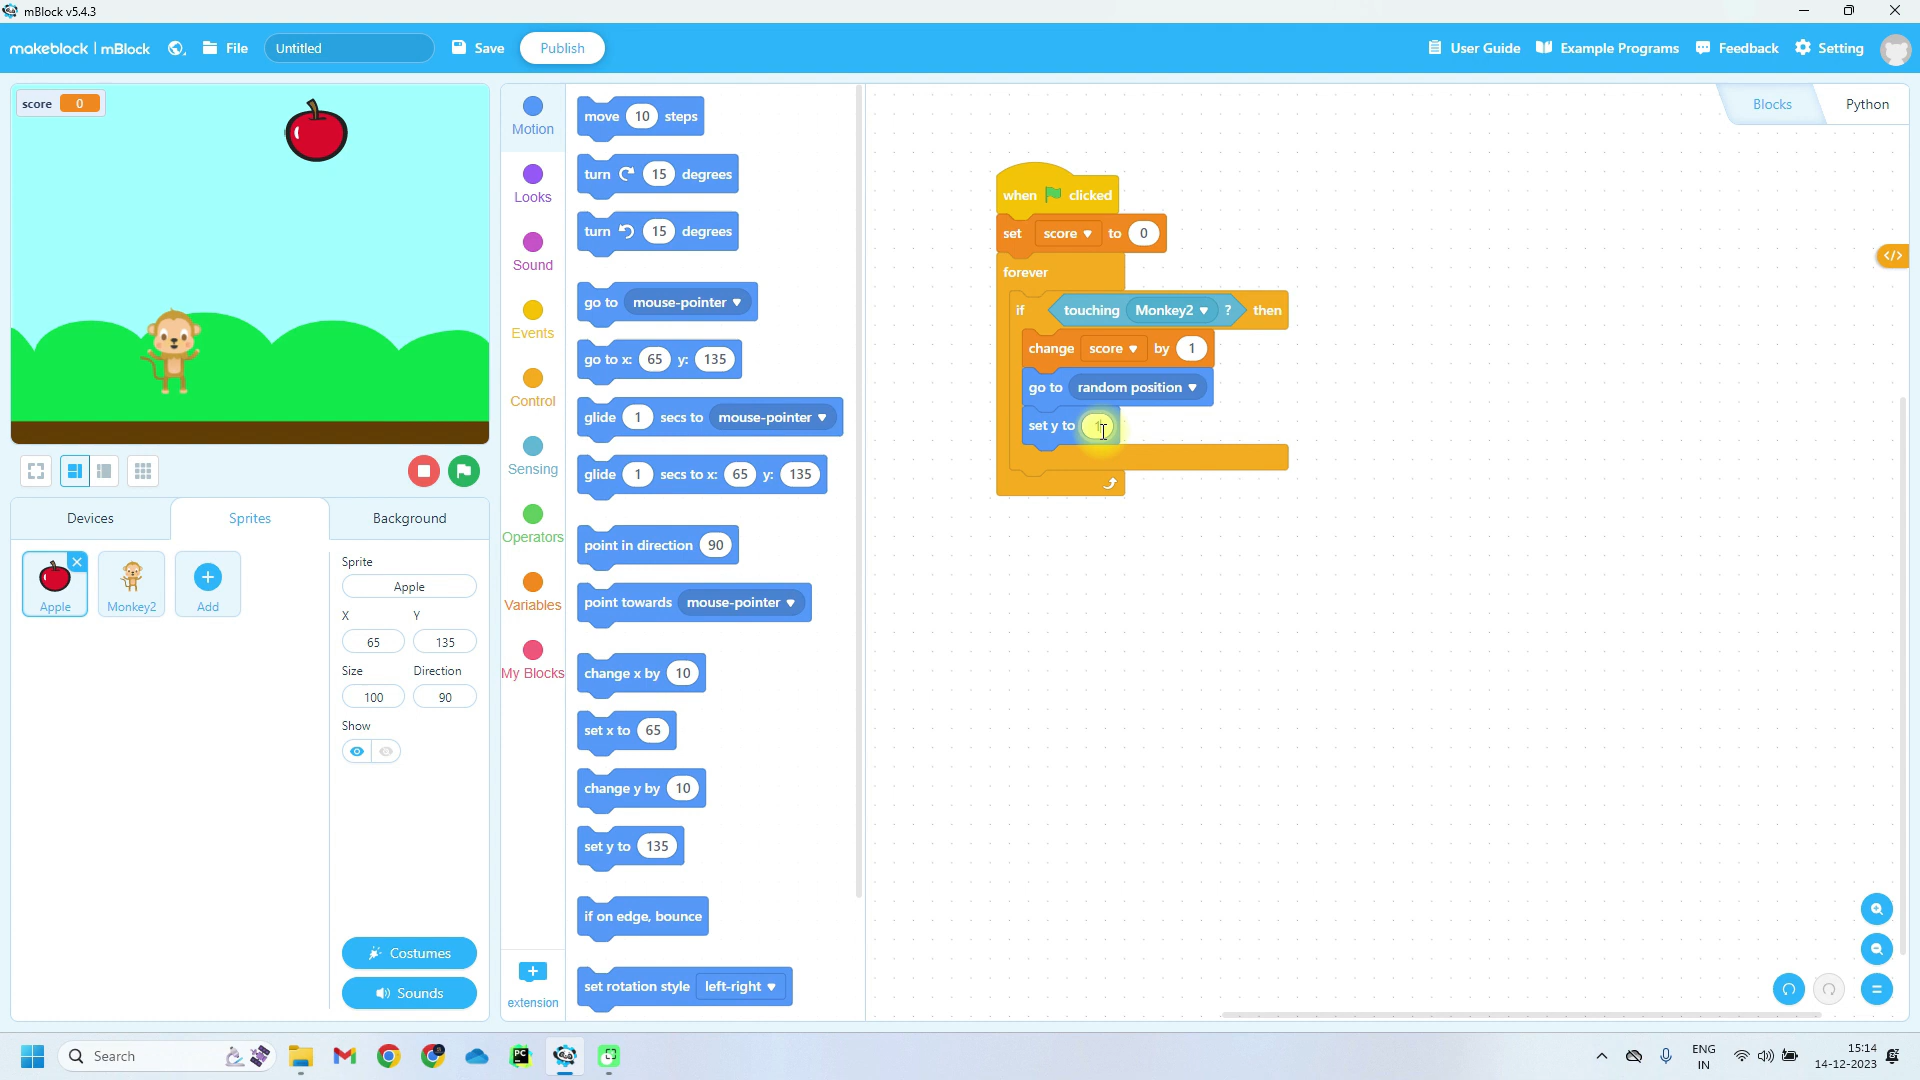 mBlock v5.4.3
makeblock | mBlock File Untitled Save Publish User Guide Example Programs Feedback Setting
score 0
Devices Sprites Background
Apple Monkey2 Add
Sprite
Apple
X Y
65 135
Size Direction
100 90
Show
Costumes
Sounds
Motion
Looks
Sound
Events
Control
Sensing
Operators
Variables
My Blocks
extension
move 10 steps
turn 15 degrees
turn 15 degrees
go to mouse-pointer
go to x: 65 y: 135
glide 1 secs to mouse-pointer
glide 1 secs to x: 65 y: 135
point in direction 90
point towards mouse-pointer
change x by 10
set x to 65
change y by 10
set y to 135
if on edge, bounce
set rotation style left-right
Blocks Python
</>
when clicked
set score to 0
forever
if touching Monkey2 ? then
change score by 1
go to random position
set y to
Search
PC
ENG
IN
15:14
14-12-2023